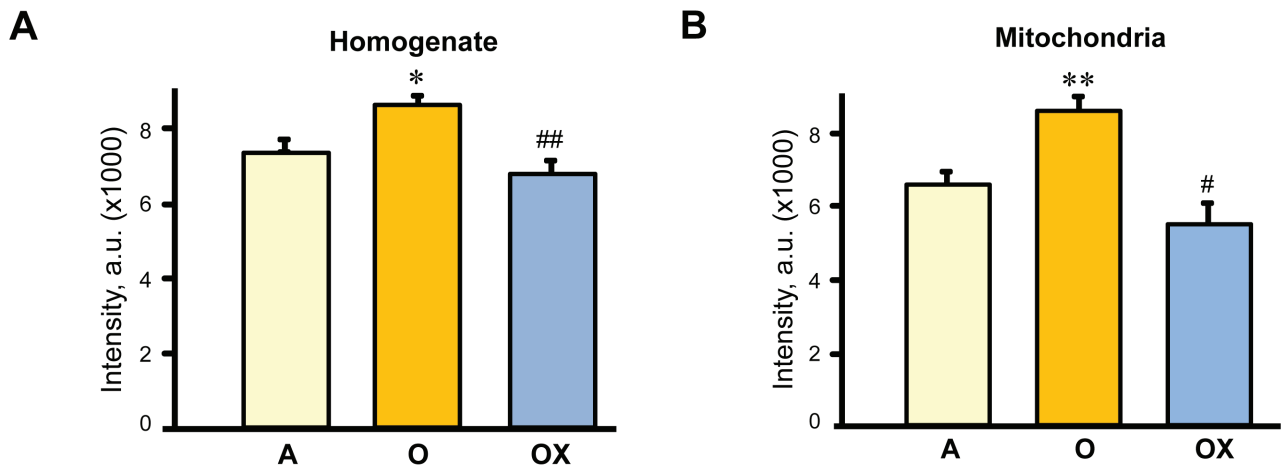 A
Homogenate
Intensity, a.u. (x1000)
8
6
4
2
0
*
##
A
O
OX
B
Mitochondria
Intensity, a.u. (x1000)
8
6
4
2
0
**
#
A
O
OX